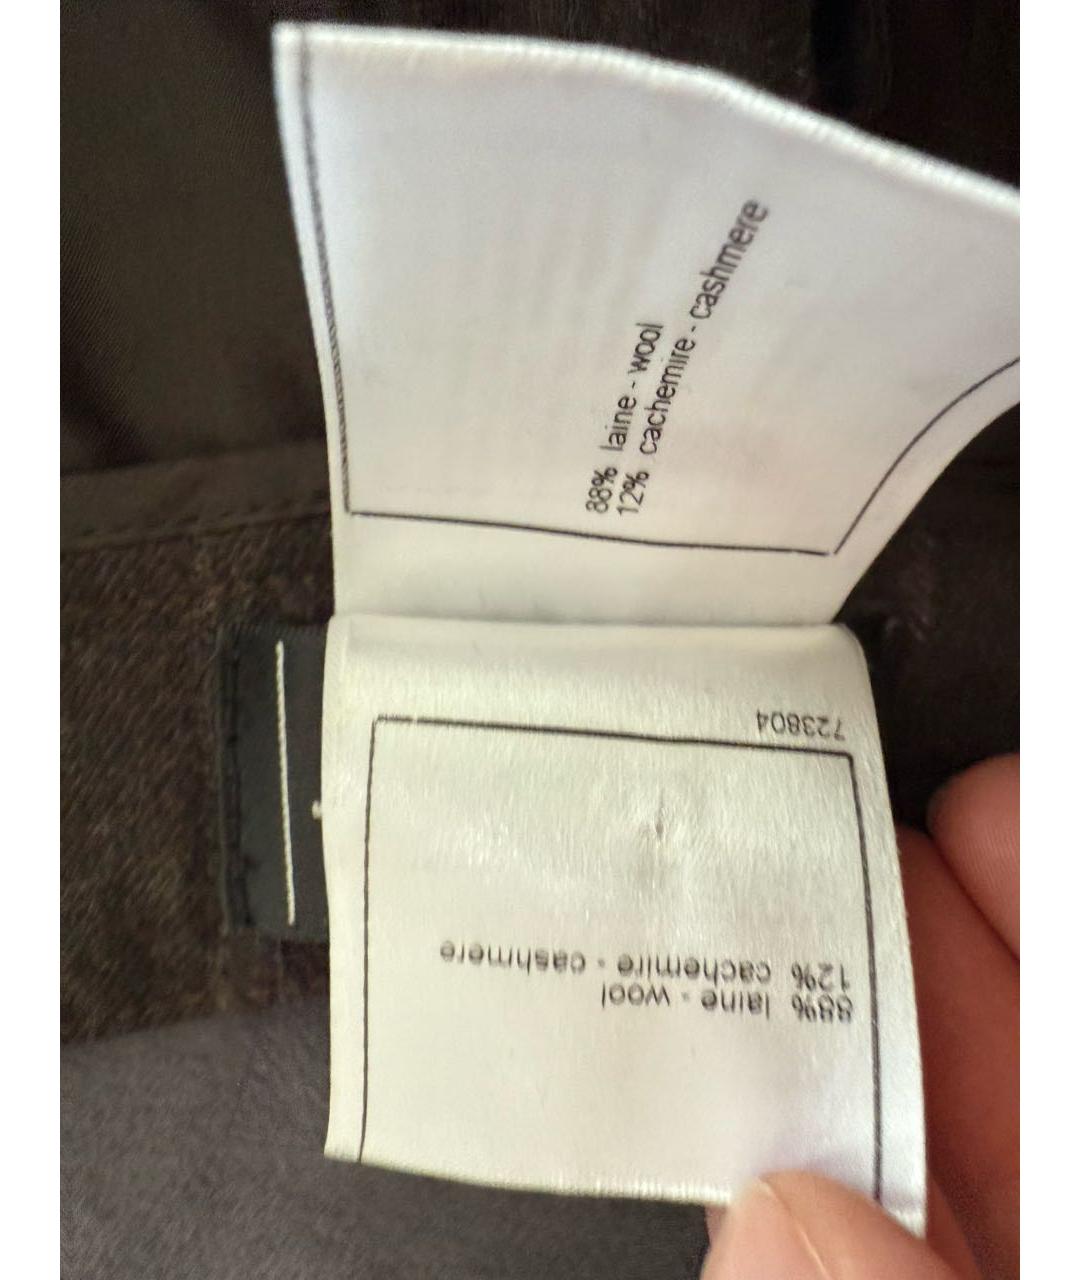 88% laine - wool
12% cachemire - cashmere
723804
88% laine - wool
12% cachemire - cashmere